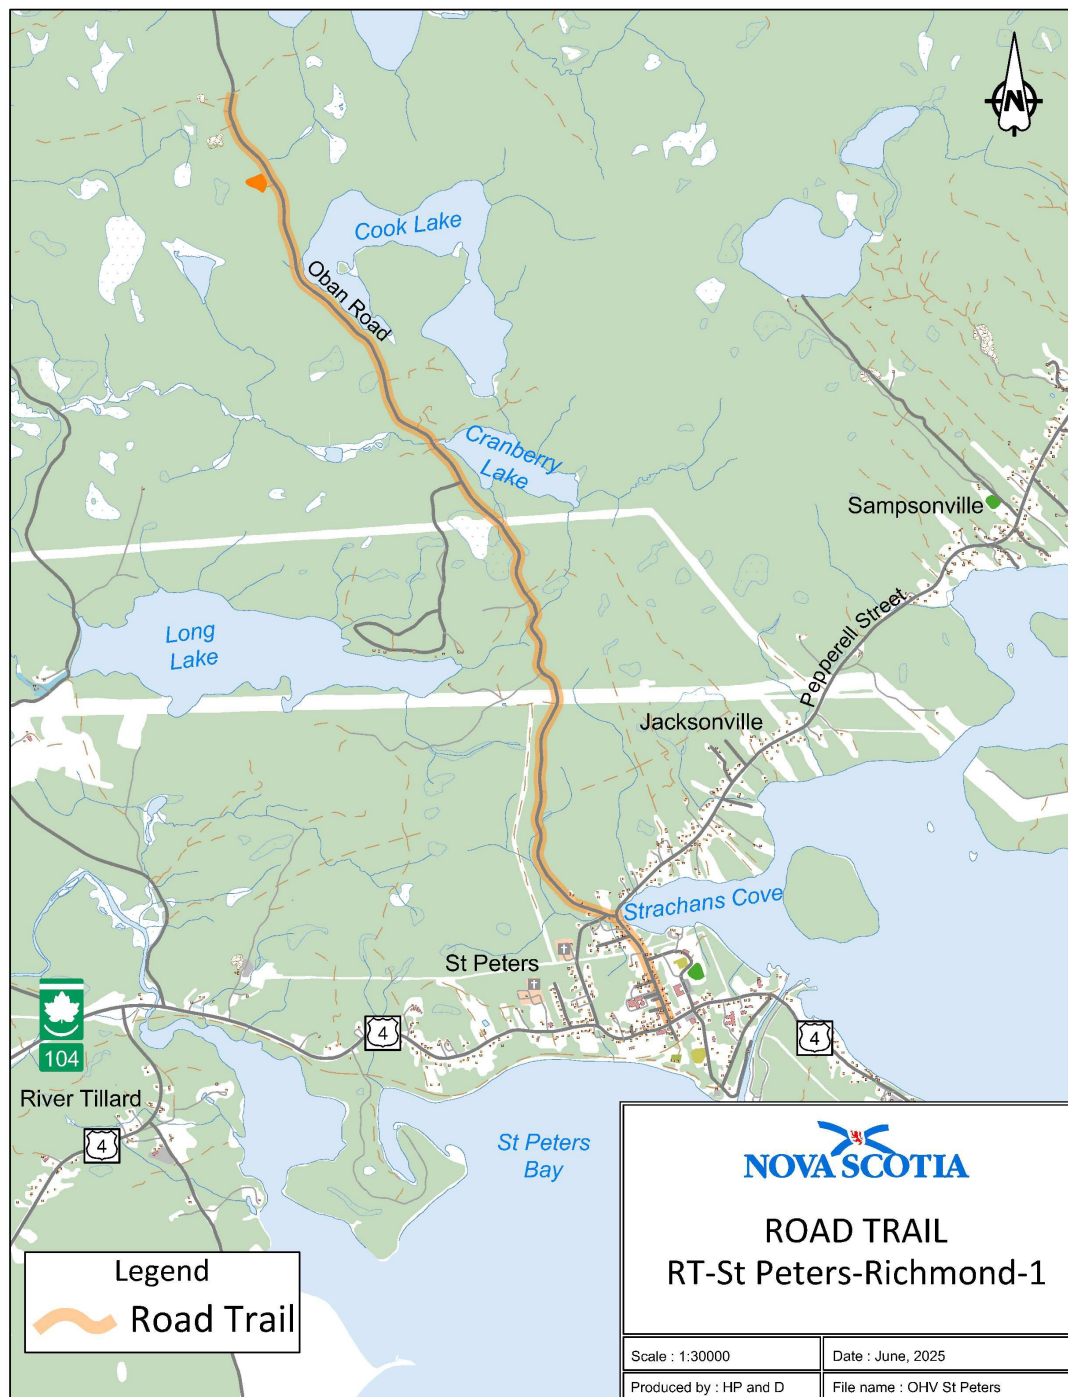 N
Cook Lake
Oban Road
Cranberry
Lake
Sampsonville
Pepperell Street
Long
Lake
Jacksonville
Strachans Cove
St Peters
104
4
4
River Tillard
4
St Peters
Bay
NOVA SCOTIA
ROAD TRAIL
RT-St Peters-Richmond-1
Legend
Road Trail
Scale : 1:30000
Date : June, 2025
Produced by : HP and D
File name : OHV St Peters